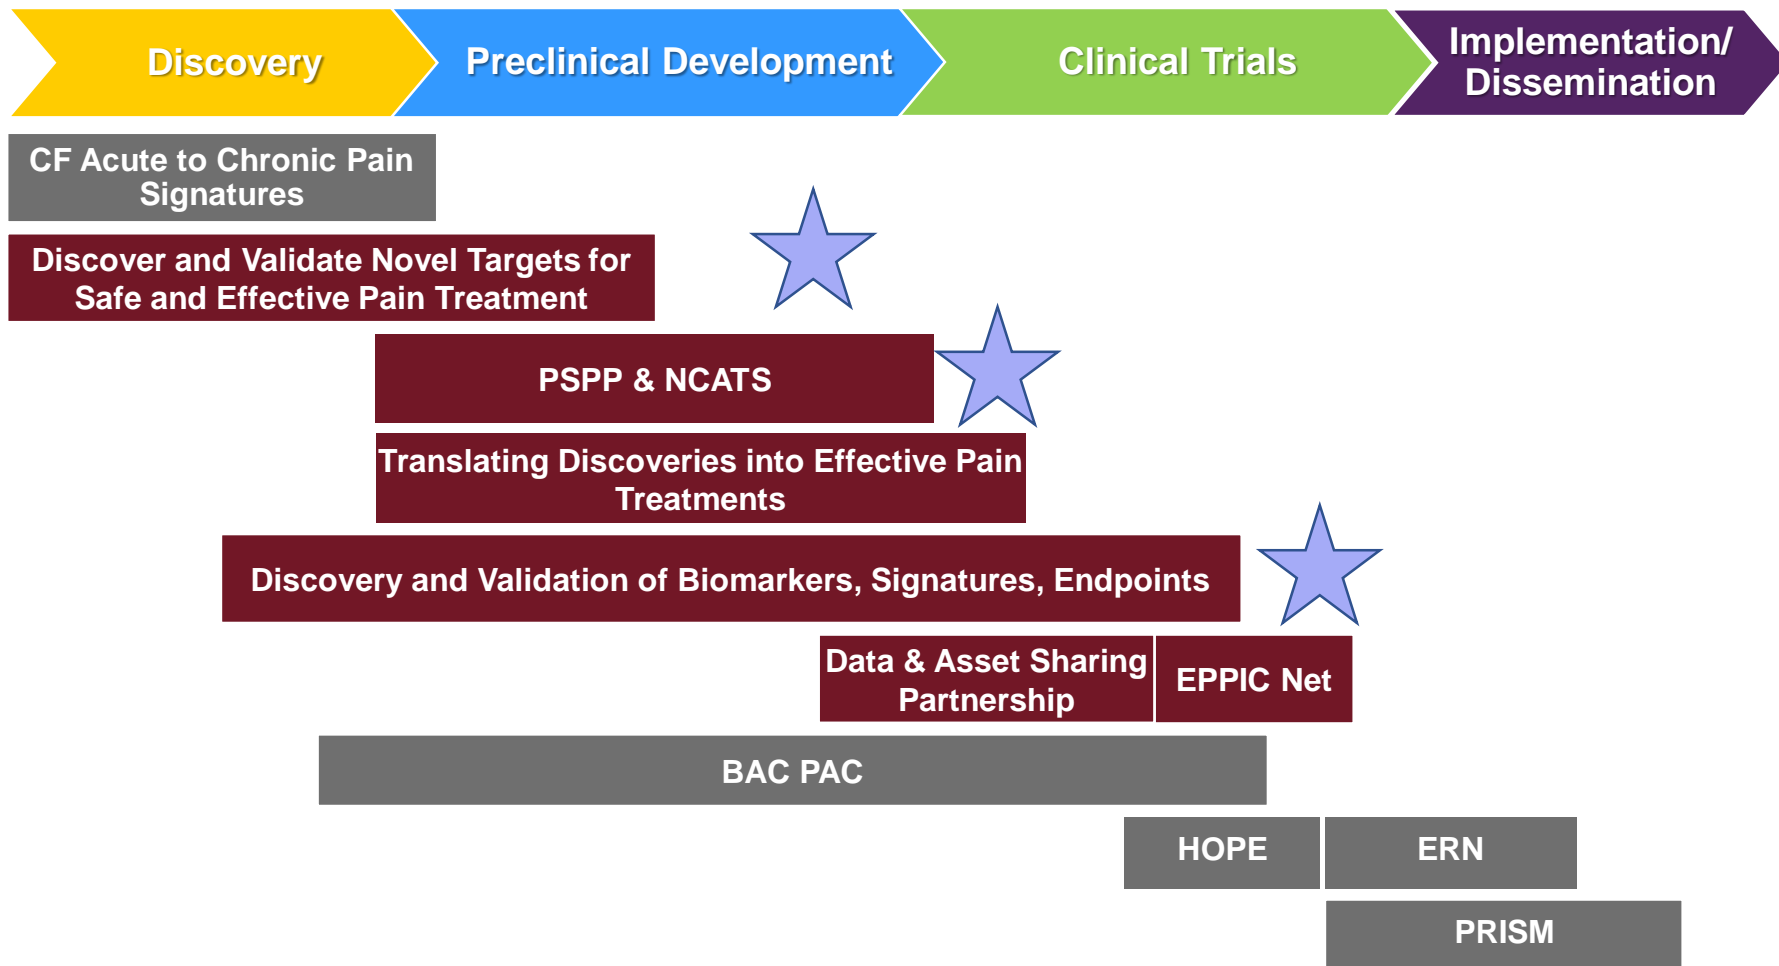 Discovery
Preclinical Development
Clinical Trials
Implementation/
Dissemination
CF Acute to Chronic Pain
Signatures
Discover and Validate Novel Targets for
Safe and Effective Pain Treatment
PSPP & NCATS
Translating Discoveries into Effective Pain
Treatments
Discovery and Validation of Biomarkers, Signatures, Endpoints
Data & Asset Sharing
Partnership
EPPIC Net
BAC PAC
HOPE
ERN
PRISM